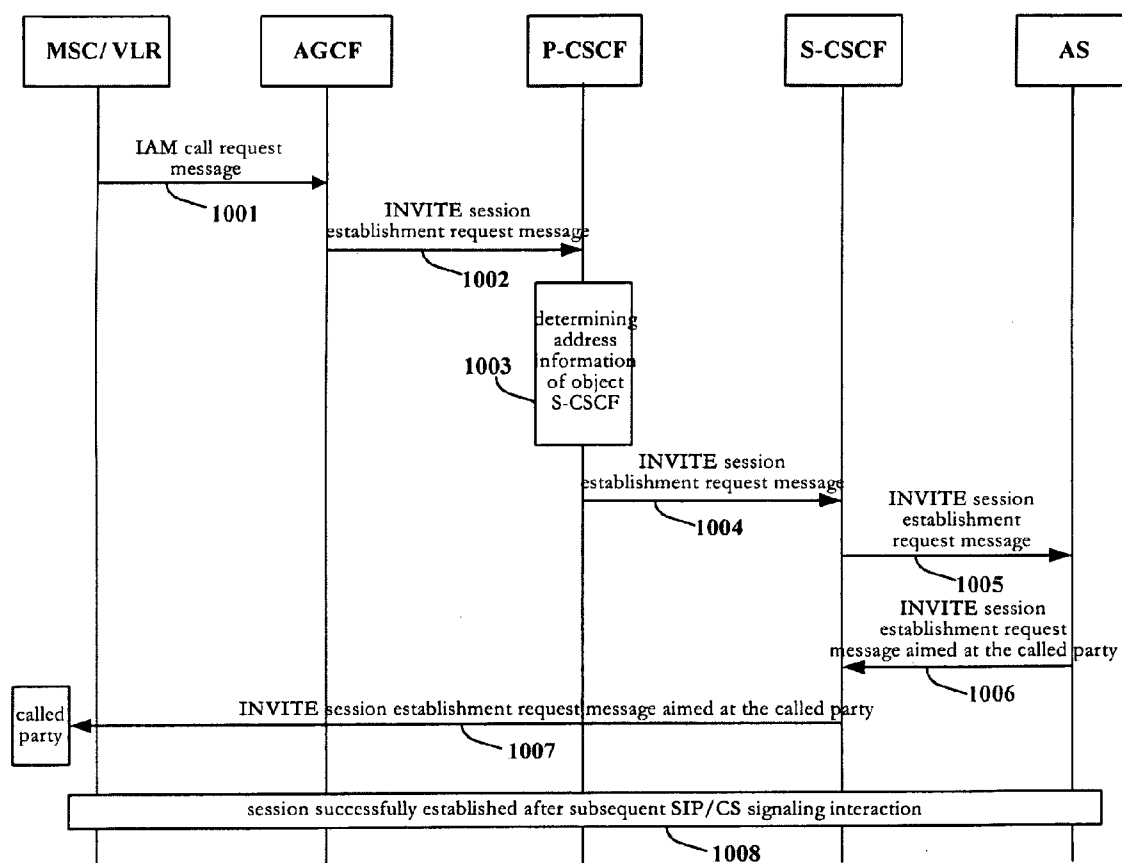 MSC/ VLR
AGCF
P-CSCF
S-CSCF
AS
IAM call request
message
1001
INVITE session
establishment request message
1002
determining
address
information
of object
S-CSCF
1003
INVITE session
establishment request message
1004
INVITE session
establishment
request message
1005
INVITE session
establishment request
message aimed at the called party
1006
called
party
INVITE session establishment request message aimed at the called party
1007
session successfully established after subsequent SIP/CS signaling interaction
1008